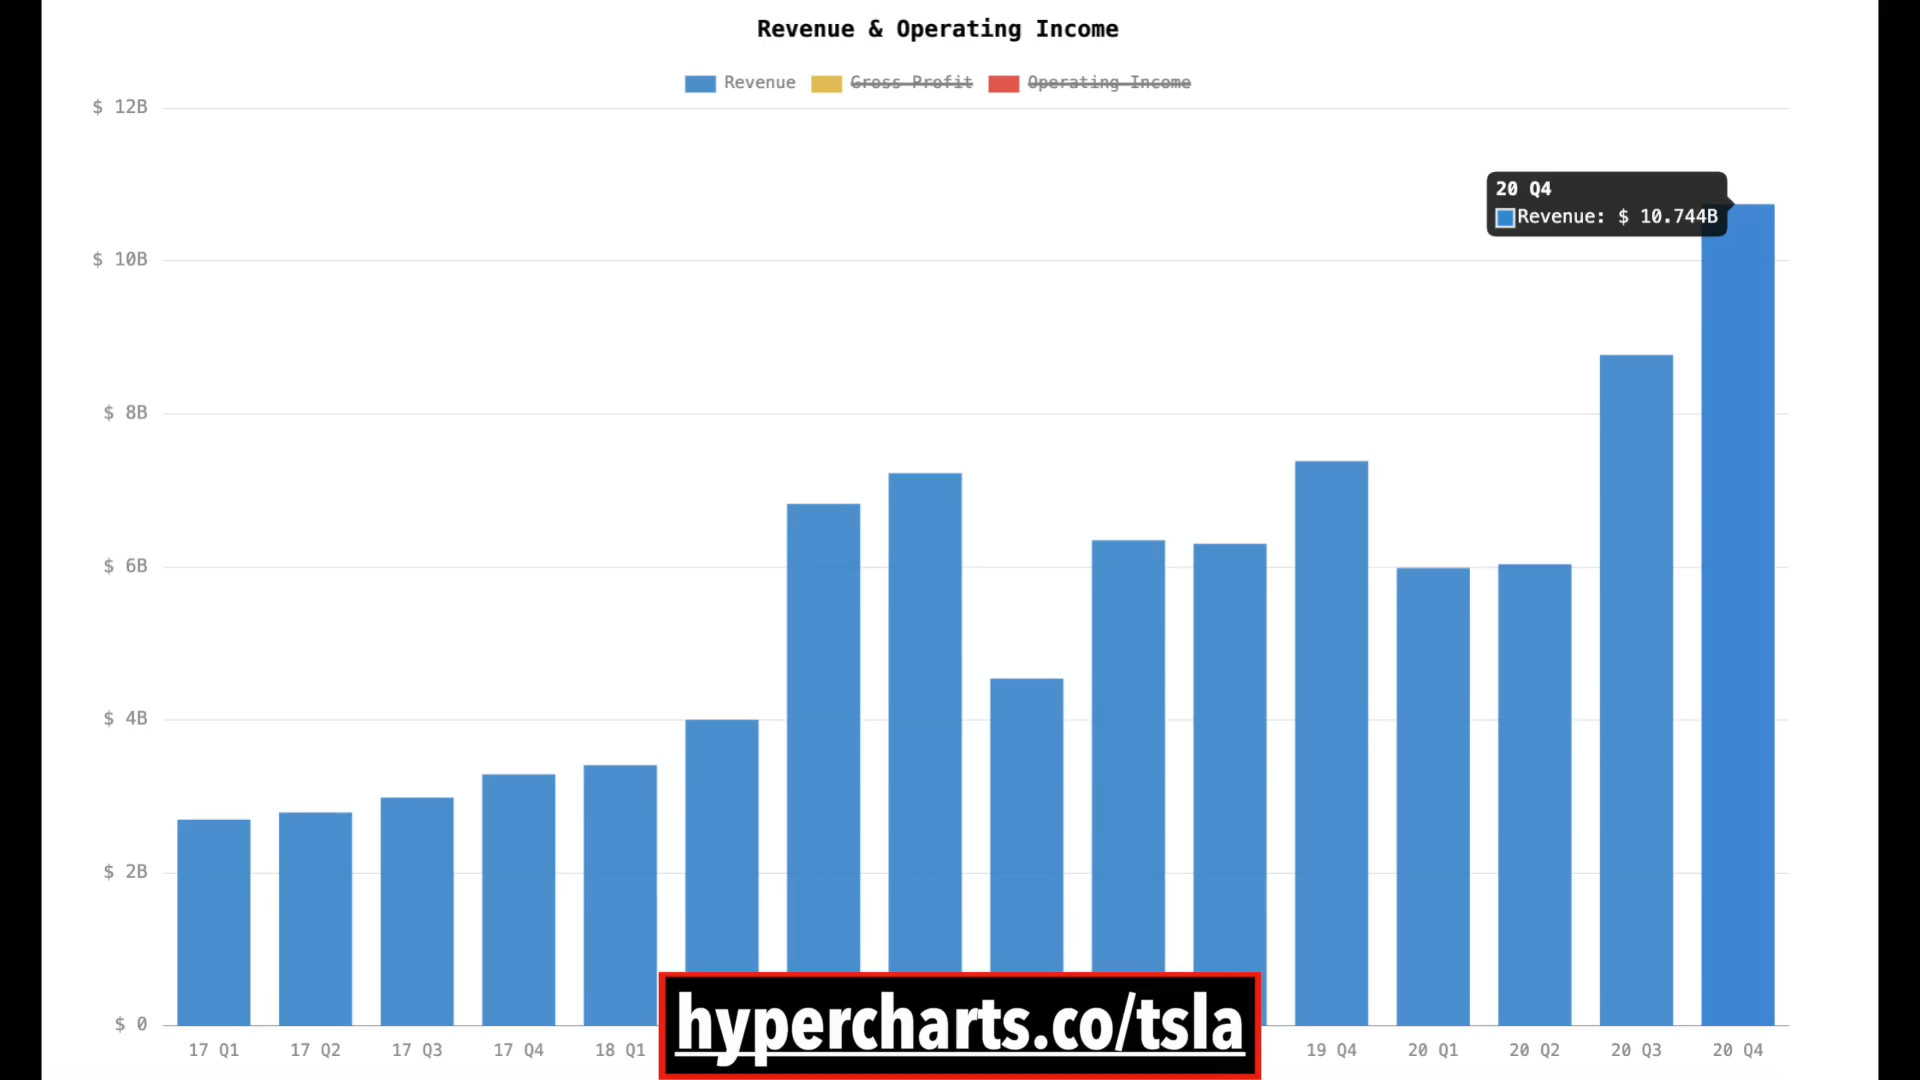 Revenue & Operating Income
Revenue Gross Profit Operating Income
$ 12B
20 Q4
Revenue: $ 10.744B
$ 10B
$ 8B
$ 6B
$ 4B
$ 2B
$ 0
hypercharts.co/tsla
17 Q1 17 Q2 17 Q3 17 Q4 18 Q1 19 Q4 20 Q1 20 Q2 20 Q3 20 Q4